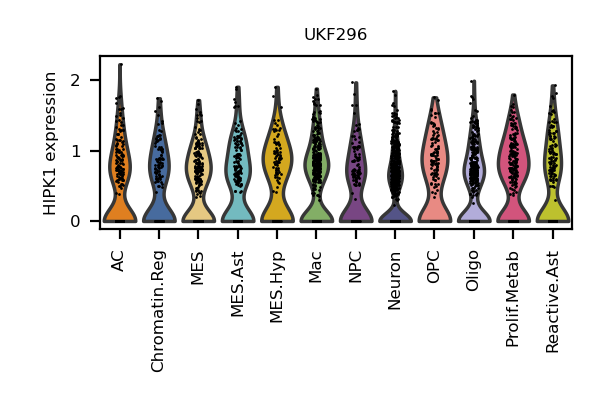 UKF296
HIPK1 expression
2
1
0
AC
Chromatin.Reg
MES
MES.Ast
MES.Hyp
Mac
NPC
Neuron
OPC
Oligo
Prolif.Metab
Reactive.Ast